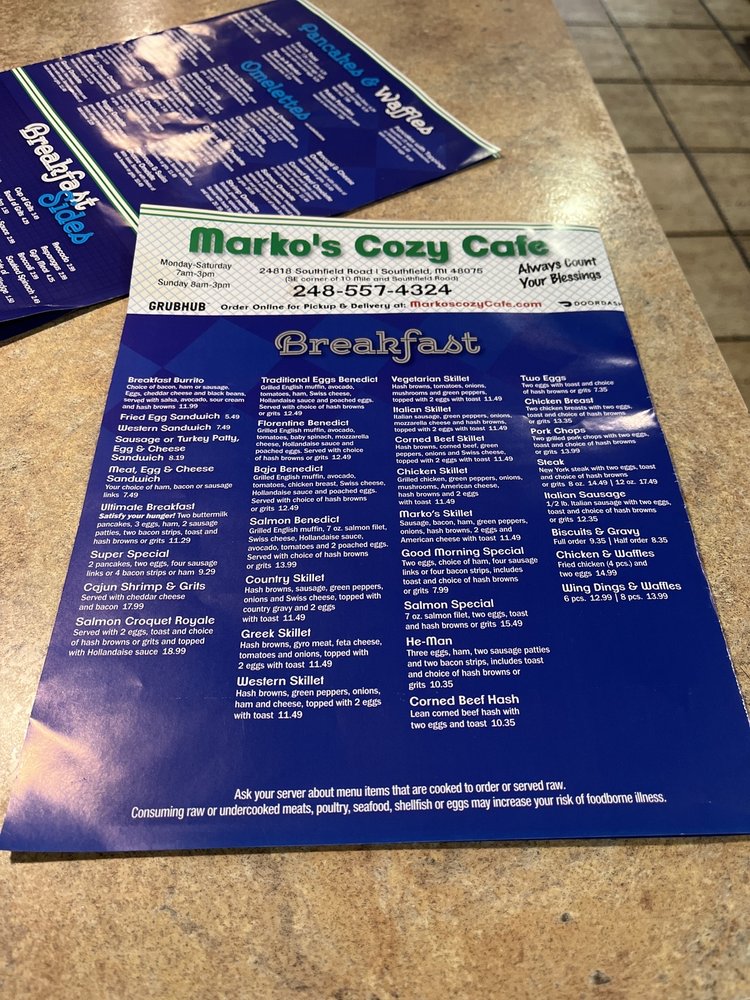 Pancakes & Waffles
Omelettes
Breakfast
Sides
Cup of Grits
Bowl of Grits
Avocado
Asparagus
Gyro Meat
Broccoli
Sautéed Spinach
Marko's Cozy Cafe
Monday-Saturday
7am-3pm
Sunday 8am-3pm
24818 Southfield Road | Southfield, MI 48075
(SE corner of 10 Mile and Southfield Road)
248-557-4324
Always Count
Your Blessings
GRUBHUB
Order Online for Pickup & Delivery at: MarkoscozyCafe.com
DOORDASH
Breakfast
Breakfast Burrito
Choice of bacon, ham or sausage.
Eggs, cheddar cheese and black beans,
served with salsa, avocado, sour cream
and hash browns 11.99
Fried Egg Sandwich 5.49
Western Sandwich 7.49
Sausage or Turkey Patty,
Egg & Cheese
Sandwich 8.19
Meat, Egg & Cheese
Sandwich
Your choice of ham, bacon or sausage
links 7.49
Ultimate Breakfast
Satisfy your hunger! Two buttermilk
pancakes, 3 eggs, ham, 2 sausage
patties, two bacon strips, toast and
hash browns or grits 11.29
Super Special
2 pancakes, two eggs, four sausage
links or 4 bacon strips or ham 9.29
Cajun Shrimp & Grits
Served with cheddar cheese
and bacon 17.99
Salmon Croquet Royale
Served with 2 eggs, toast and choice
of hash browns or grits and topped
with Hollandaise sauce 18.99
Traditional Eggs Benedict
Grilled English muffin, avocado,
tomatoes, ham, Swiss cheese,
Hollandaise sauce and poached eggs.
Served with choice of hash browns
or grits 12.49
Florentine Benedict
Grilled English muffin, avocado,
tomatoes, baby spinach, mozzarella
cheese, Hollandaise sauce and
poached eggs. Served with choice
of hash browns or grits 12.49
Baja Benedict
Grilled English muffin, avocado,
tomatoes, chicken breast, Swiss cheese,
Hollandaise sauce and poached eggs.
Served with choice of hash browns
or grits 12.49
Salmon Benedict
Grilled English muffin, 7 oz. salmon filet,
Swiss cheese, Hollandaise sauce,
avocado, tomatoes and 2 poached eggs.
Served with choice of hash browns
or grits 13.99
Country Skillet
Hash browns, sausage, green peppers,
onions and Swiss cheese, topped with
country gravy and 2 eggs
with toast 11.49
Greek Skillet
Hash browns, gyro meat, feta cheese,
tomatoes and onions, topped with
2 eggs with toast 11.49
Western Skillet
Hash browns, green peppers, onions,
ham and cheese, topped with 2 eggs
with toast 11.49
Vegetarian Skillet
Hash browns, tomatoes, onions,
mushrooms and green peppers,
topped with 2 eggs with toast 11.49
Italian Skillet
Italian sausage, green peppers, onions,
mozzarella cheese and hash browns,
topped with 2 eggs with toast 11.49
Corned Beef Skillet
Hash browns, corned beef, green
peppers, onions and Swiss cheese,
topped with 2 eggs with toast 11.49
Chicken Skillet
Grilled chicken, green peppers, onions,
mushrooms, American cheese,
hash browns and 2 eggs
with toast 11.49
Marko's Skillet
Sausage, bacon, ham, green peppers,
onions, hash browns, 2 eggs and
American cheese with toast 11.49
Good Morning Special
Two eggs, choice of ham, four sausage
links or four bacon strips, includes
toast and choice of hash browns
or grits 7.99
Salmon Special
7 oz. salmon filet, two eggs, toast
and hash browns or grits 15.49
He-Man
Three eggs, ham, two sausage patties
and two bacon strips, includes toast
and choice of hash browns or
grits 10.35
Corned Beef Hash
Lean corned beef hash with
two eggs and toast 10.35
Two Eggs
Two eggs with toast and choice
of hash browns or grits 7.35
Chicken Breast
Two chicken breasts with two eggs,
toast and choice of hash browns
or grits 13.35
Pork Chops
Two grilled pork chops with two eggs,
toast and choice of hash browns
or grits 13.99
Steak
New York steak with two eggs, toast
and choice of hash browns
or grits 8 oz. 14.49 | 12 oz. 17.49
Italian Sausage
1/2 lb. Italian sausage with two eggs,
toast and choice of hash browns
or grits 12.35
Biscuits & Gravy
Full order 9.35 | Half order 8.35
Chicken & Waffles
Fried chicken (4 pcs.) and
two eggs 14.99
Wing Dings & Waffles
6 pcs. 12.99 | 8 pcs. 13.99
Ask your server about menu items that are cooked to order or served raw.
Consuming raw or undercooked meats, poultry, seafood, shellfish or eggs may increase your risk of foodborne illness.